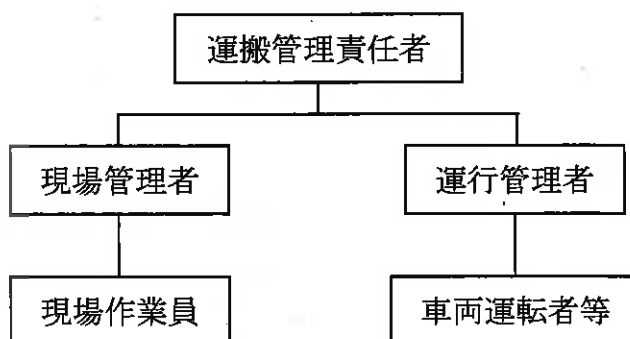 運搬管理責任者
現場管理者
運行管理者
現場作業員
車両運転者等